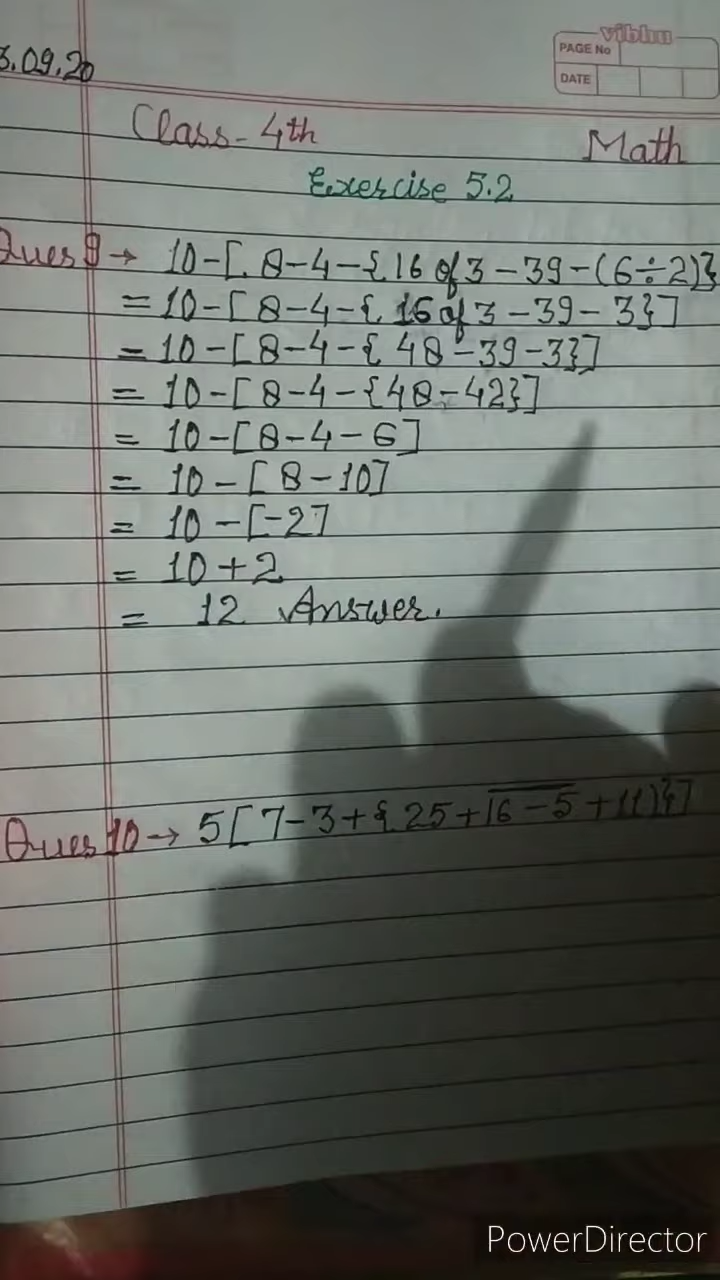 vibhu
PAGE No
DATE
3.09.20
Class-4th Math
Exercise 5.2
Ques 9 → 10-[8-4-{16 of 3-39-(6÷2)}
=10-[8-4-{16 of 3-39-3}]
=10-[8-4-{48-39-3}]
= 10-[8-4-{48-42}]
= 10-[8-4-6]
= 10-[8-10]
= 10-[-2]
= 10+2
= 12 Answer.
Ques 10 → 5[7-3+{25+1̅6̅-̅5̅+11)}]
PowerDirector